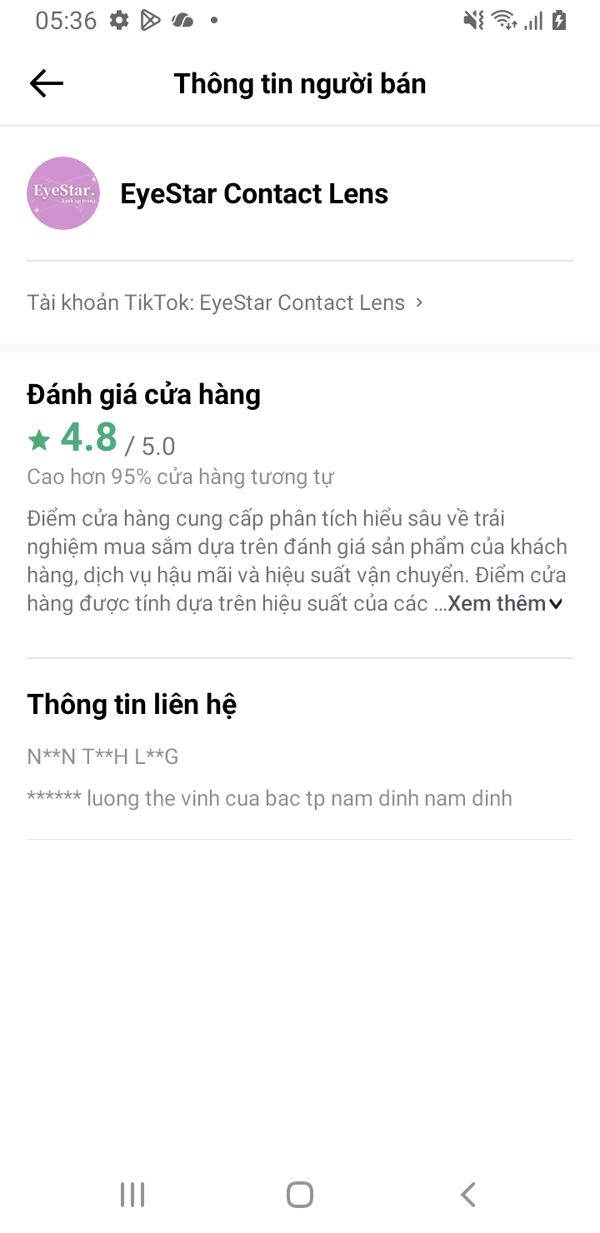 05:36
Thông tin người bán
EyeStar.
EyeStar Contact Lens
Tài khoản TikTok: EyeStar Contact Lens >
Đánh giá cửa hàng
4.8 / 5.0
Cao hơn 95% cửa hàng tương tự
Điểm cửa hàng cung cấp phân tích hiểu sâu về trải
nghiệm mua sắm dựa trên đánh giá sản phẩm của khách
hàng, dịch vụ hậu mãi và hiệu suất vận chuyển. Điểm cửa
hàng được tính dựa trên hiệu suất của các ...Xem thêm
Thông tin liên hệ
N**N T**H L**G
****** luong the vinh cua bac tp nam dinh nam dinh